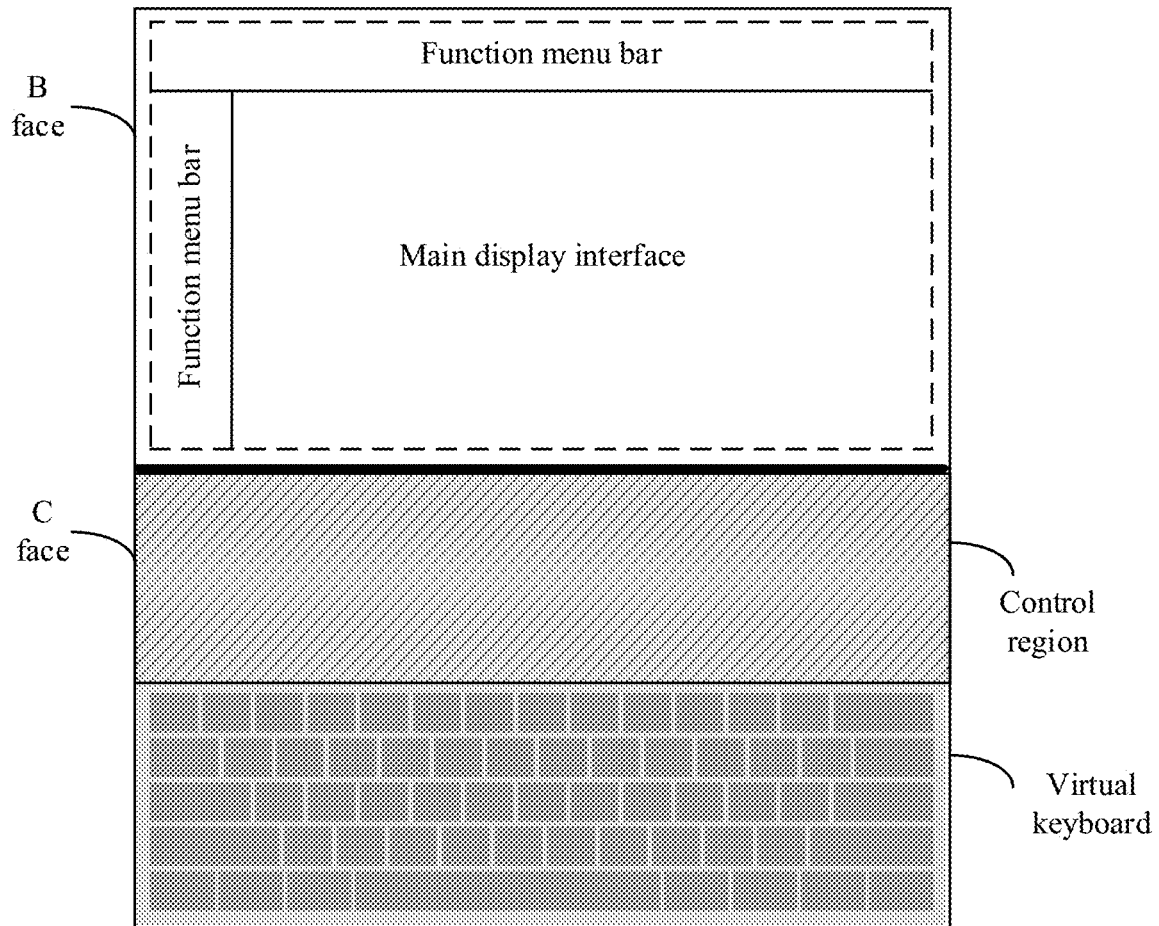 Function menu bar
B
face
Function menu bar
Main display interface
C
face
Control
region
Virtual
keyboard